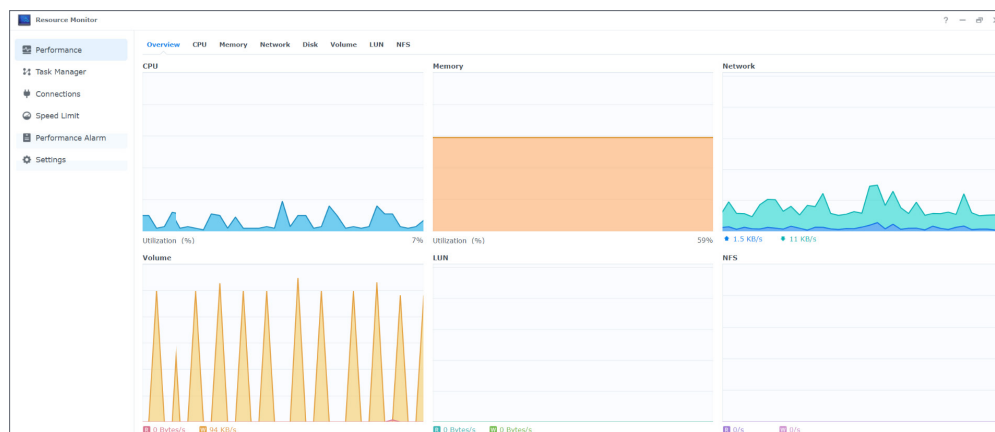 Resource Monitor
?
Performance
Task Manager
Connections
Speed Limit
Performance Alarm
Settings
Overview CPU Memory Network Disk Volume LUN NFS
CPU Memory Network
Utilization (%) 7% Utilization (%) 59% 1.5 KB/s 11 KB/s
Volume LUN NFS
R 0 Bytes/s W 94 KB/s R 0 Bytes/s W 0 Bytes/s R 0/s W 0/s